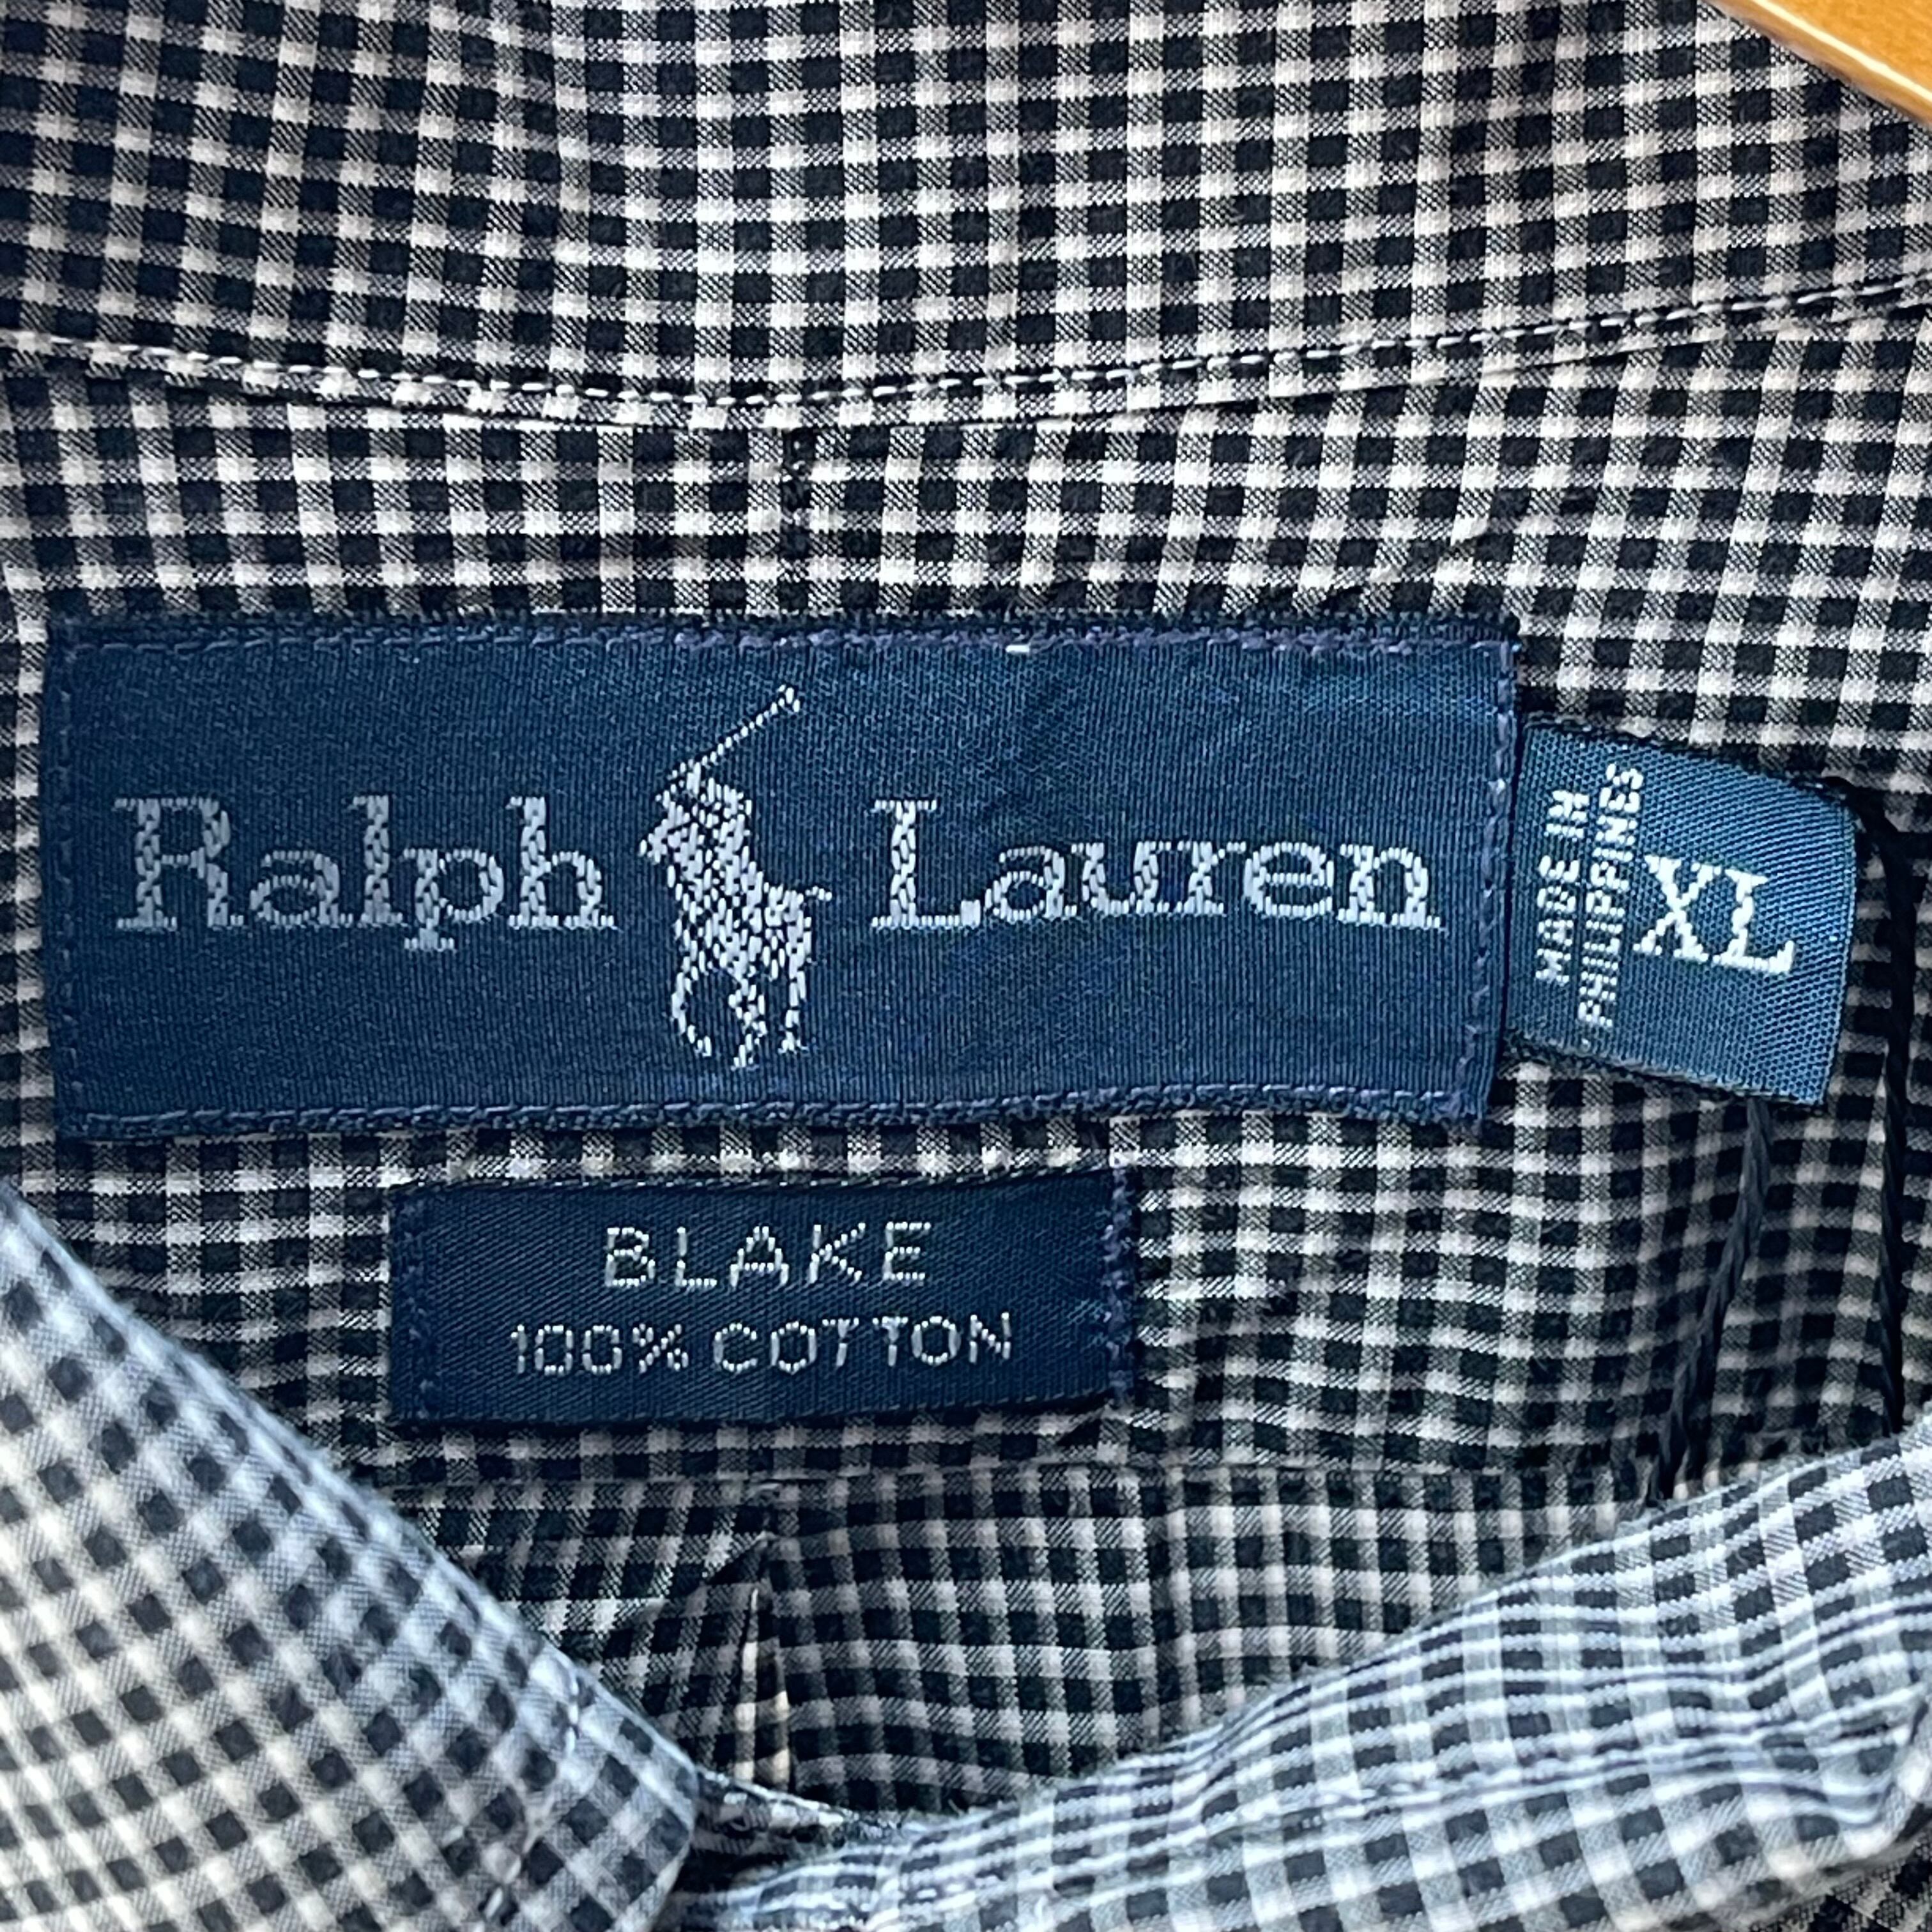 Ralph Lauren
MADE IN
PHILIPPINES
XL
BLAKE
100% COTTON